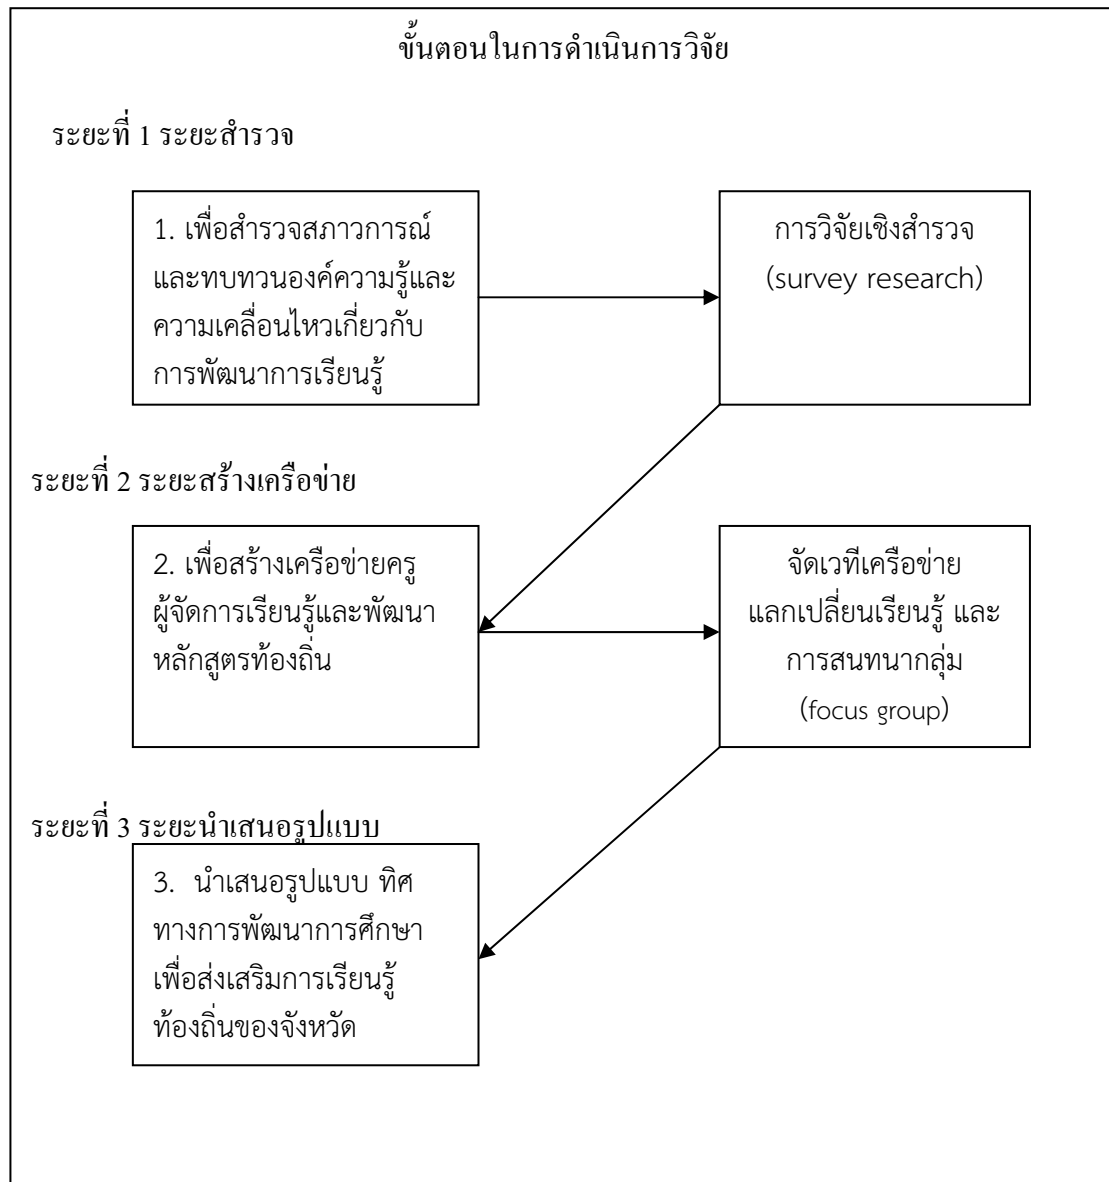 ขั้นตอนในการดำเนินการวิจัย
ระยะที่ 1 ระยะสำรวจ
1. เพื่อสำรวจสภาวการณ์
และทบทวนองค์ความรู้และ
ความเคลื่อนไหวเกี่ยวกับ
การพัฒนาการเรียนรู้
การวิจัยเชิงสำรวจ
(survey research)
ระยะที่ 2 ระยะสร้างเครือข่าย
2. เพื่อสร้างเครือข่ายครู
ผู้จัดการเรียนรู้และพัฒนา
หลักสูตรท้องถิ่น
จัดเวทีเครือข่าย
แลกเปลี่ยนเรียนรู้ และ
การสนทนากลุ่ม
(focus group)
ระยะที่ 3 ระยะนำเสนอรูปแบบ
3. นำเสนอรูปแบบ ทิศ
ทางการพัฒนาการศึกษา
เพื่อส่งเสริมการเรียนรู้
ท้องถิ่นของจังหวัด